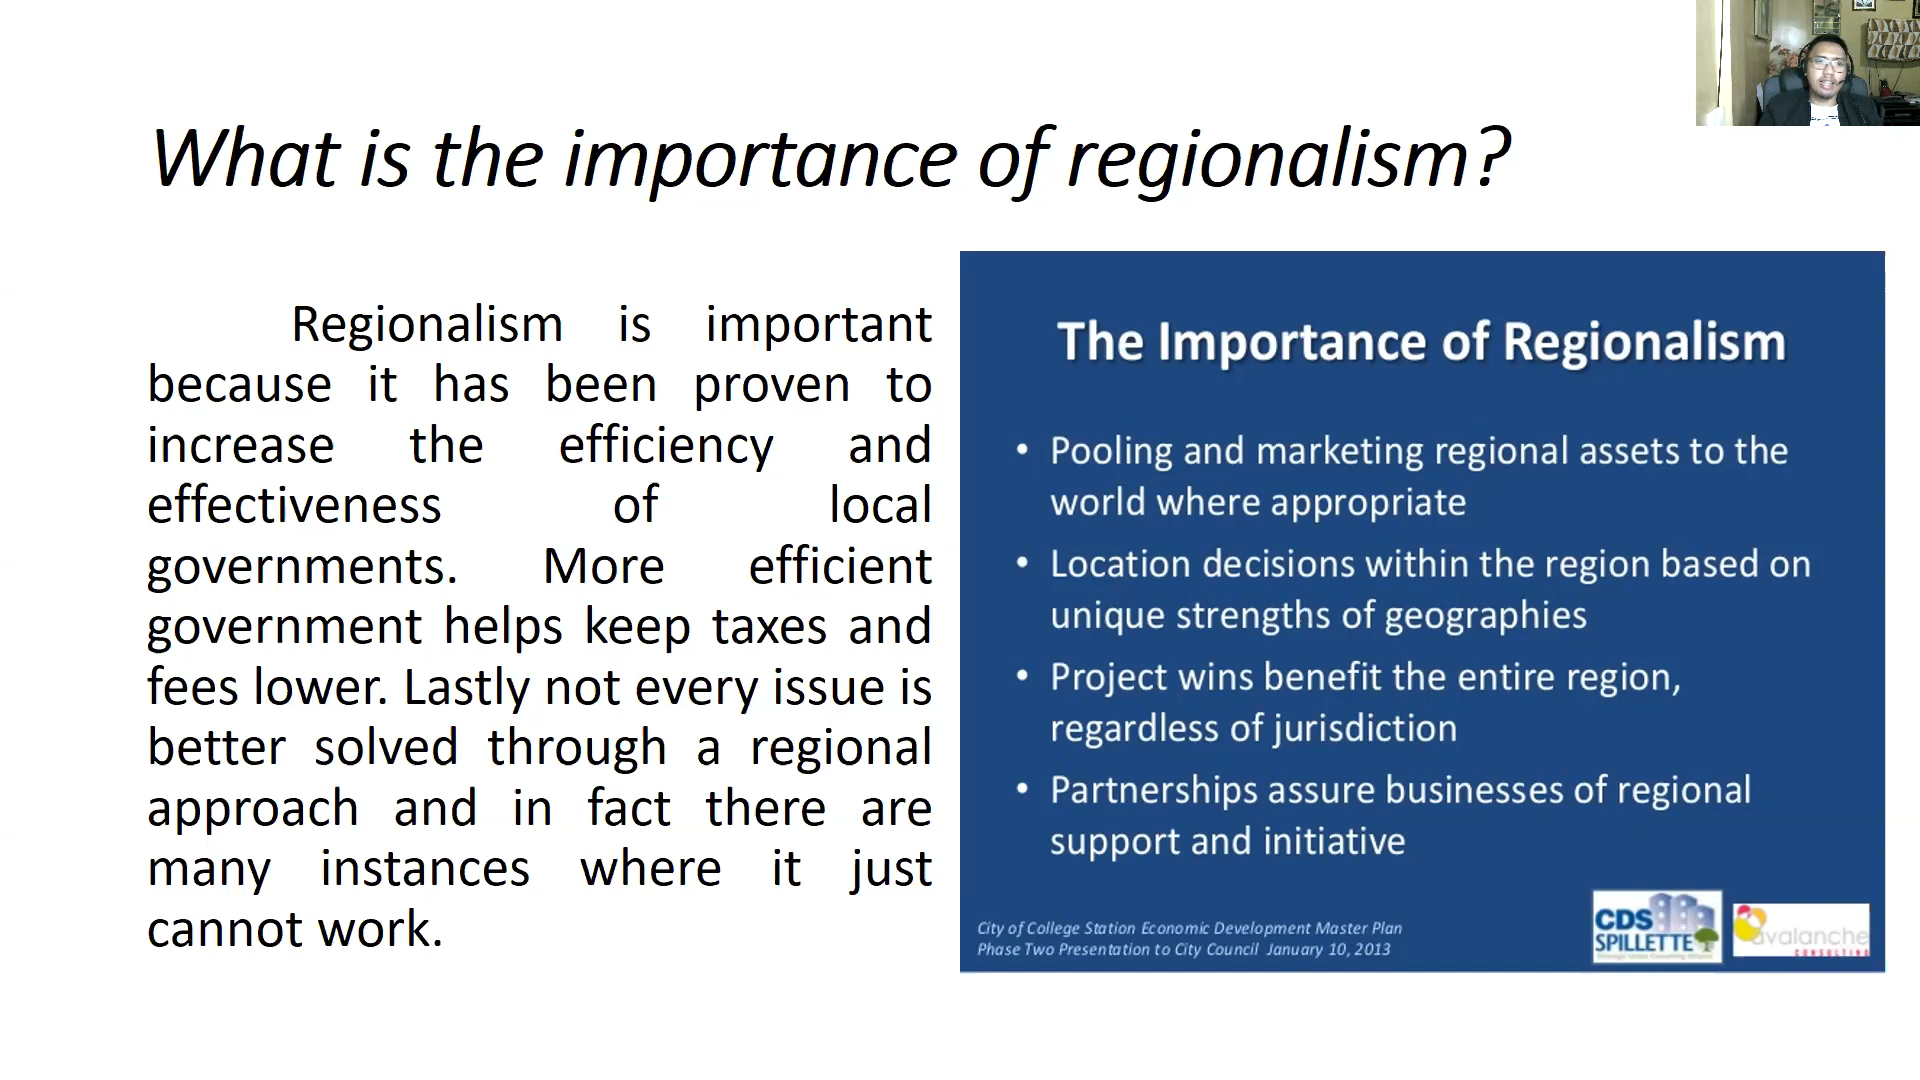 What is the importance of regionalism?
Regionalism is important
because it has been proven to
increase the efficiency and
effectiveness of local
governments. More efficient
government helps keep taxes and
fees lower. Lastly not every issue is
better solved through a regional
approach and in fact there are
many instances where it just
cannot work.
The Importance of Regionalism
• Pooling and marketing regional assets to the
world where appropriate
• Location decisions within the region based on
unique strengths of geographies
• Project wins benefit the entire region,
regardless of jurisdiction
• Partnerships assure businesses of regional
support and initiative
City of College Station Economic Development Master Plan
Phase Two Presentation to City Council January 10, 2013
CDS
SPILLETTE
avalanche
CONSULTING